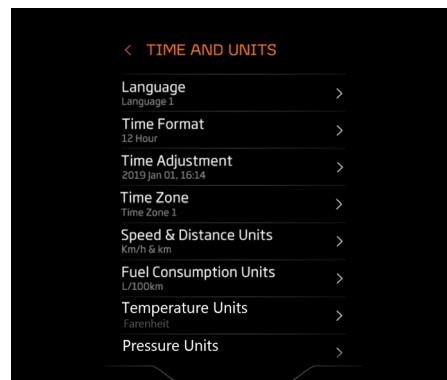 TIME AND UNITS
Language
Language 1
Time Format
12 Hour
Time Adjustment
2019 Jan 01, 16:14
Time Zone
Time Zone 1
Speed & Distance Units
Km/h & km
Fuel Consumption Units
L/100km
Temperature Units
Farenheit
Pressure Units